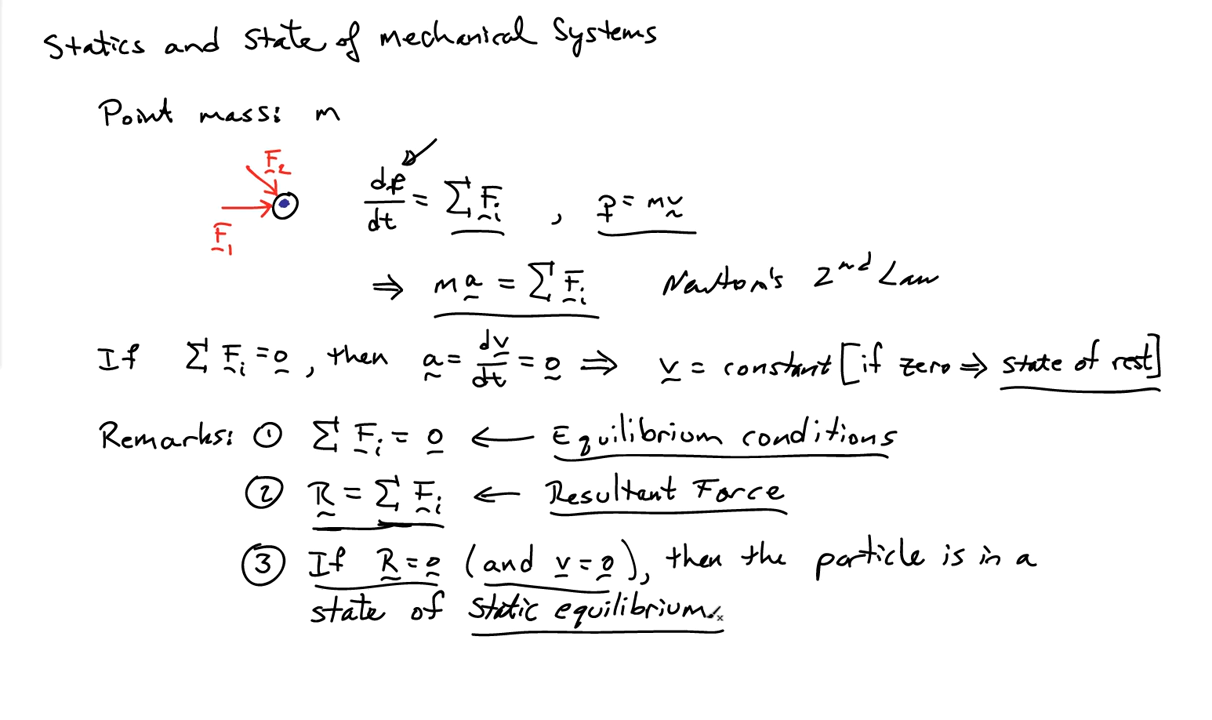 Statics and State of Mechanical Systems
Point mass: m
F₂
F₁
dp/dt = Σ Fᵢ , p = mv
⇒ ma = Σ Fᵢ Newton's 2nd Law
If Σ Fᵢ = 0, then a = dv/dt = 0 ⇒ v = constant [if zero ⇒ state of rest]
Remarks: ① Σ Fᵢ = 0 ← Equilibrium conditions
② R = Σ Fᵢ ← Resultant Force
③ If R = 0 (and v = 0), then the particle is in a
state of static equilibrium.